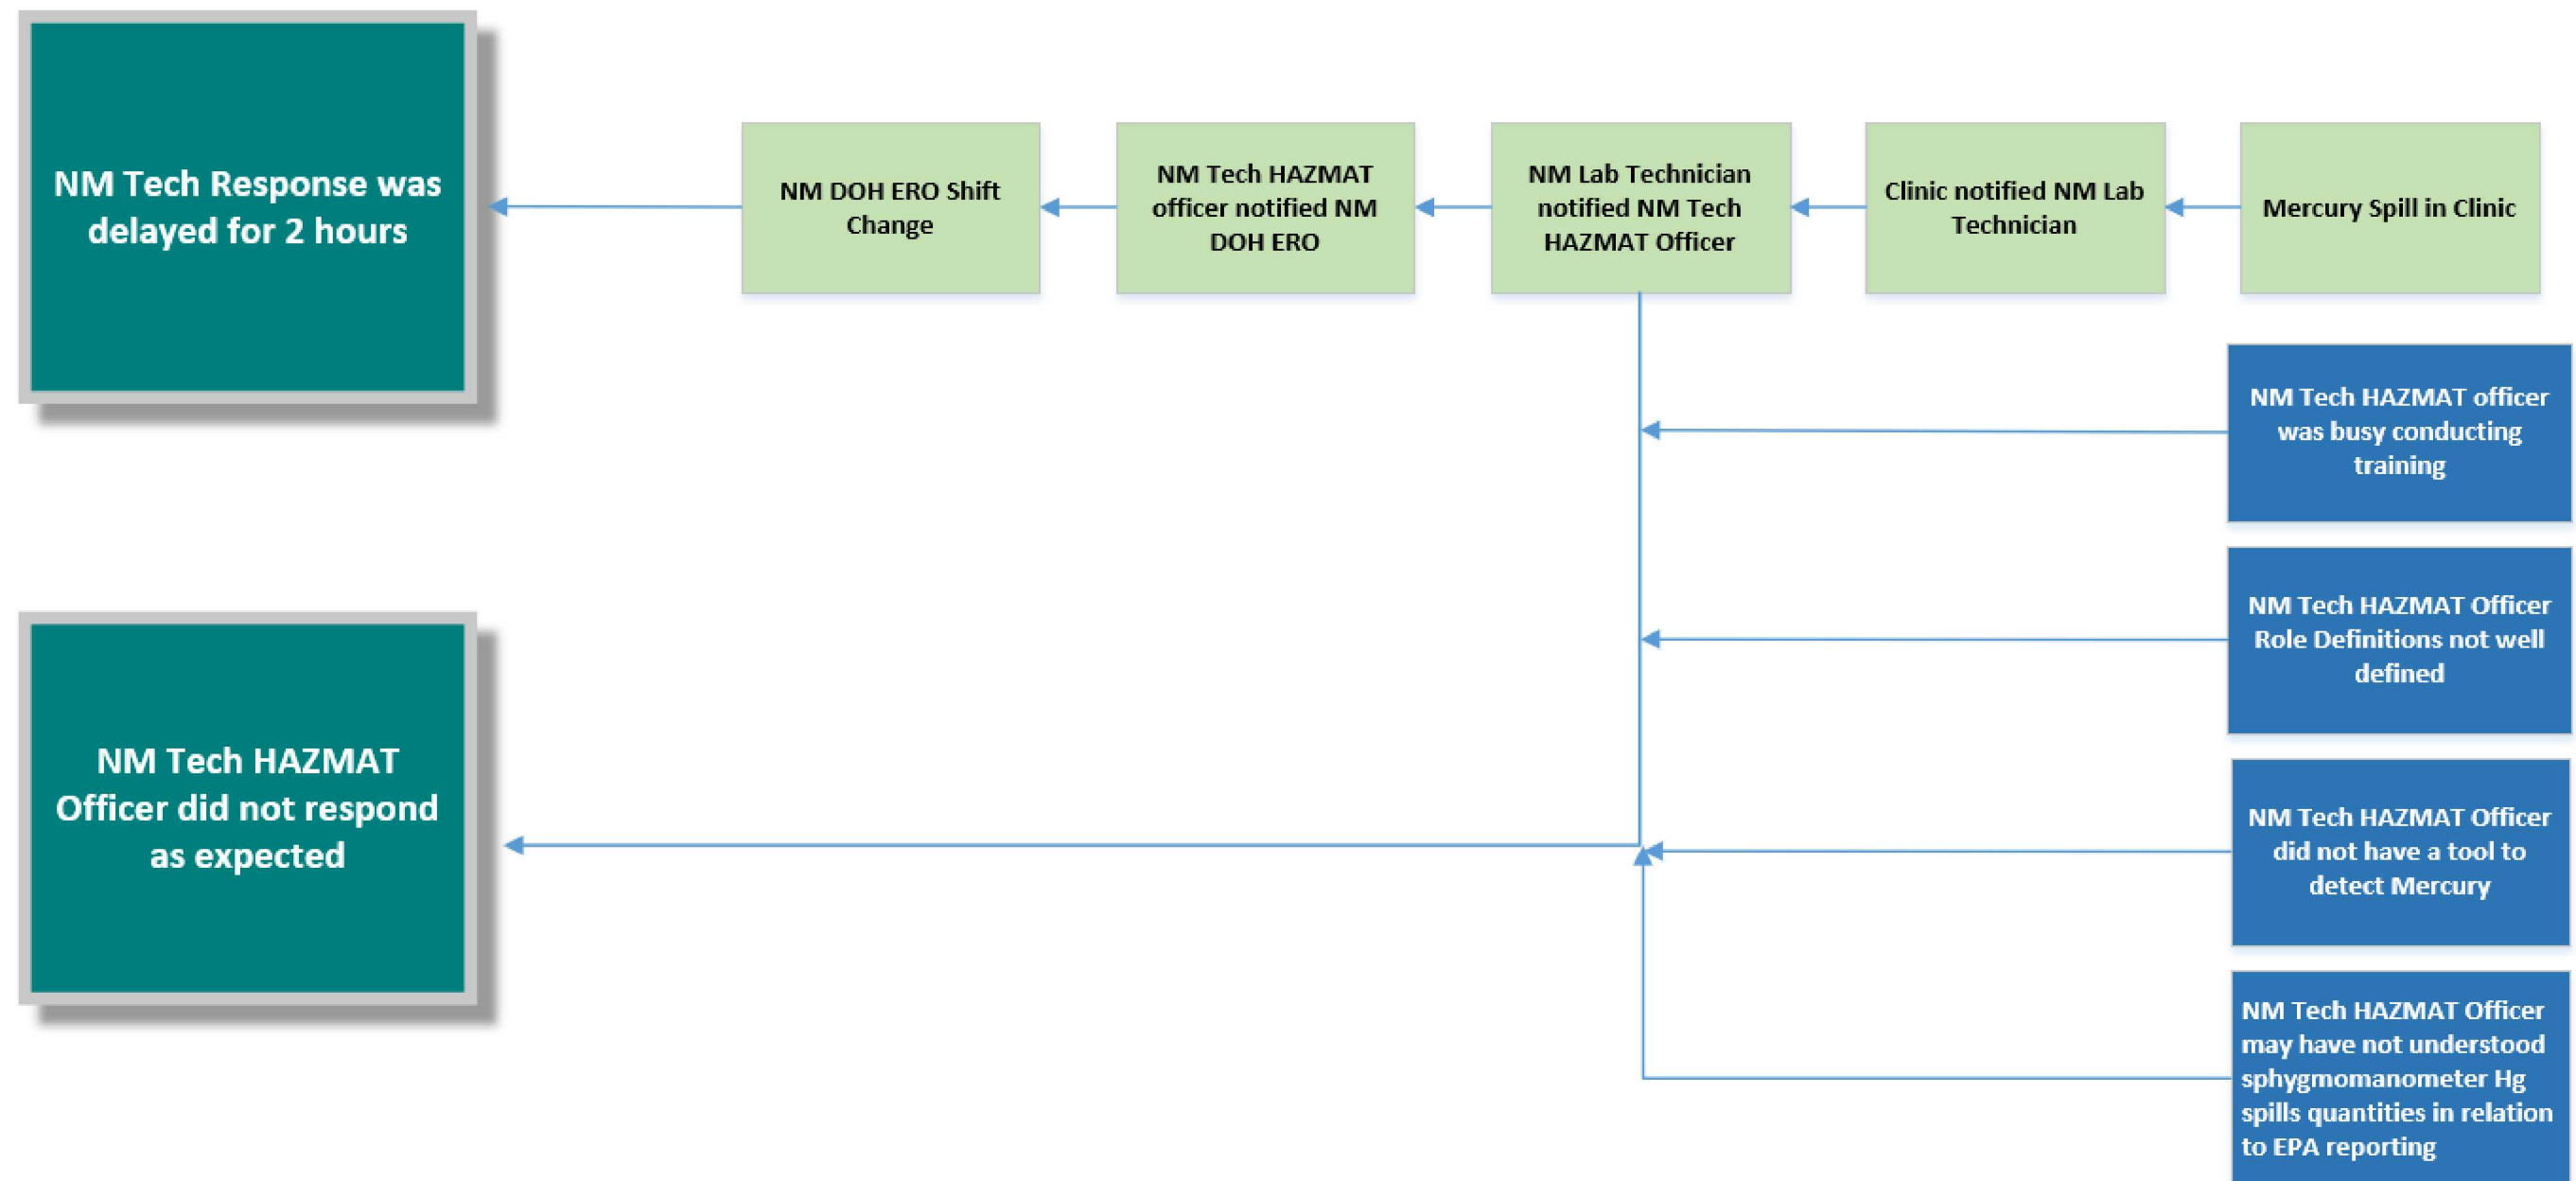 NM Tech Response was
delayed for 2 hours
NM DOH ERO Shift
Change
NM Tech HAZMAT
officer notified NM
DOH ERO
NM Lab Technician
notified NM Tech
HAZMAT Officer
Clinic notified NM Lab
Technician
Mercury Spill in Clinic
NM Tech HAZMAT officer
was busy conducting
training
NM Tech HAZMAT Officer
Role Definitions not well
defined
NM Tech HAZMAT
Officer did not respond
as expected
NM Tech HAZMAT Officer
did not have a tool to
detect Mercury
NM Tech HAZMAT Officer
may have not understood
sphygmomanometer Hg
spills quantities in relation
to EPA reporting